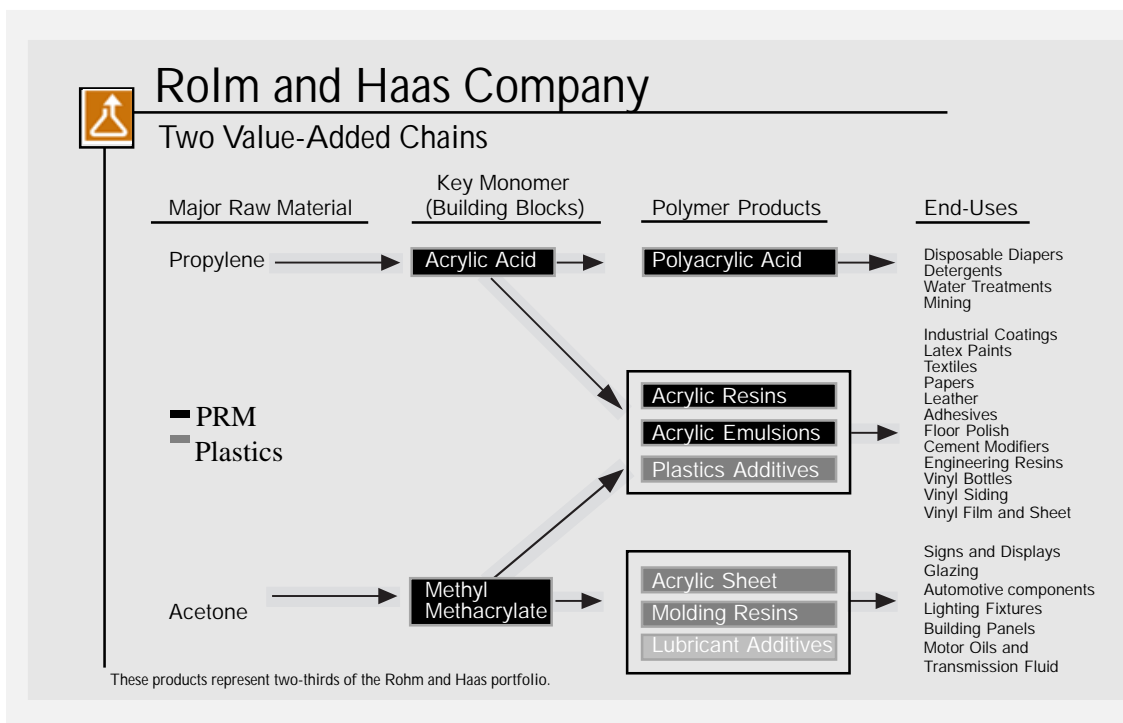 Rolm and Haas Company
Two Value-Added Chains
Major Raw Material
Key Monomer
(Building Blocks)
Polymer Products
End-Uses
Propylene
Acrylic Acid
Polyacrylic Acid
Disposable Diapers
Detergents
Water Treatments
Mining
PRM
Plastics
Acrylic Resins
Acrylic Emulsions
Plastics Additives
Industrial Coatings
Latex Paints
Textiles
Papers
Leather
Adhesives
Floor Polish
Cement Modifiers
Engineering Resins
Vinyl Bottles
Vinyl Siding
Vinyl Film and Sheet
Acetone
Methyl
Methacrylate
Acrylic Sheet
Molding Resins
Lubricant Additives
Signs and Displays
Glazing
Automotive components
Lighting Fixtures
Building Panels
Motor Oils and
Transmission Fluid
These products represent two-thirds of the Rohm and Haas portfolio.